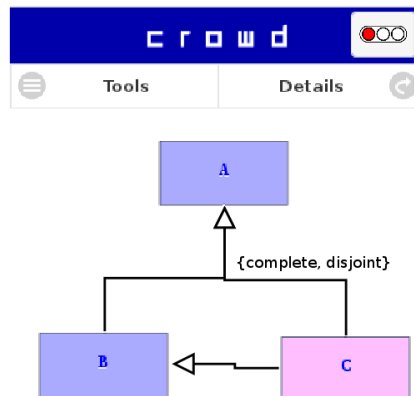 crowd
Tools Details
A
{complete, disjoint}
B C